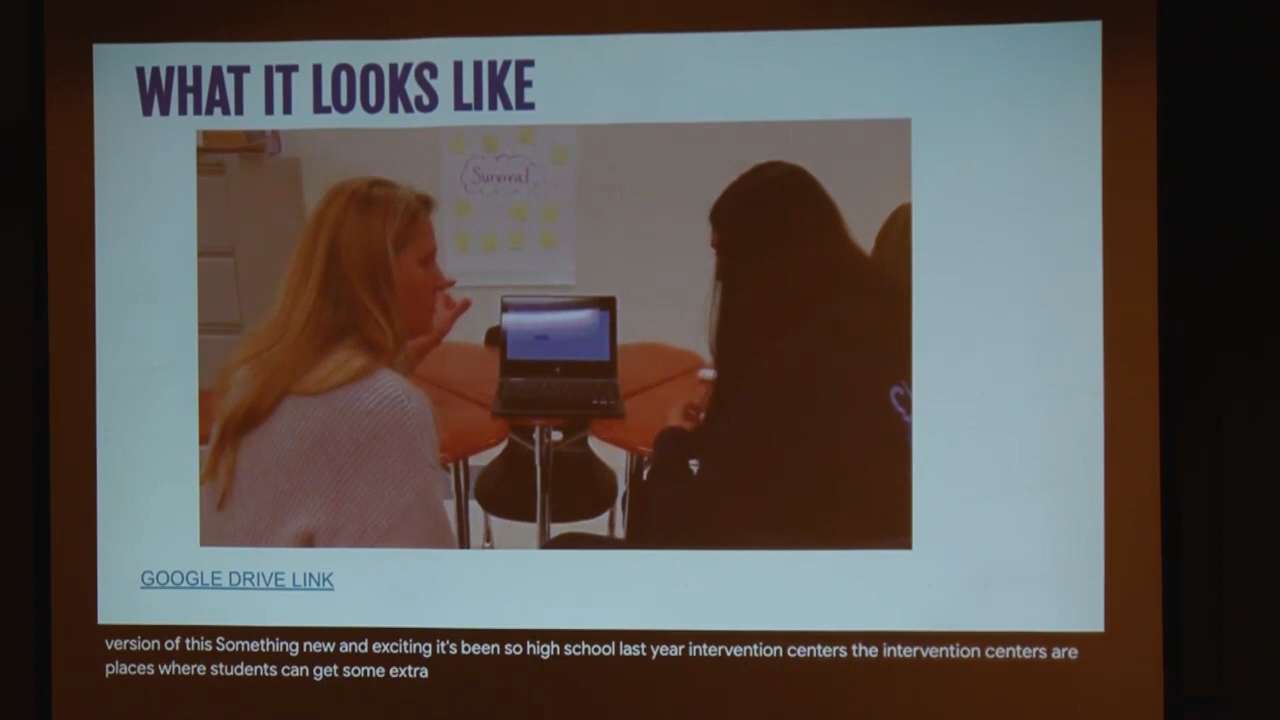 WHAT IT LOOKS LIKE
Survival
GOOGLE DRIVE LINK
version of this Something new and exciting it's been so high school last year intervention centers the intervention centers are
places where students can get some extra